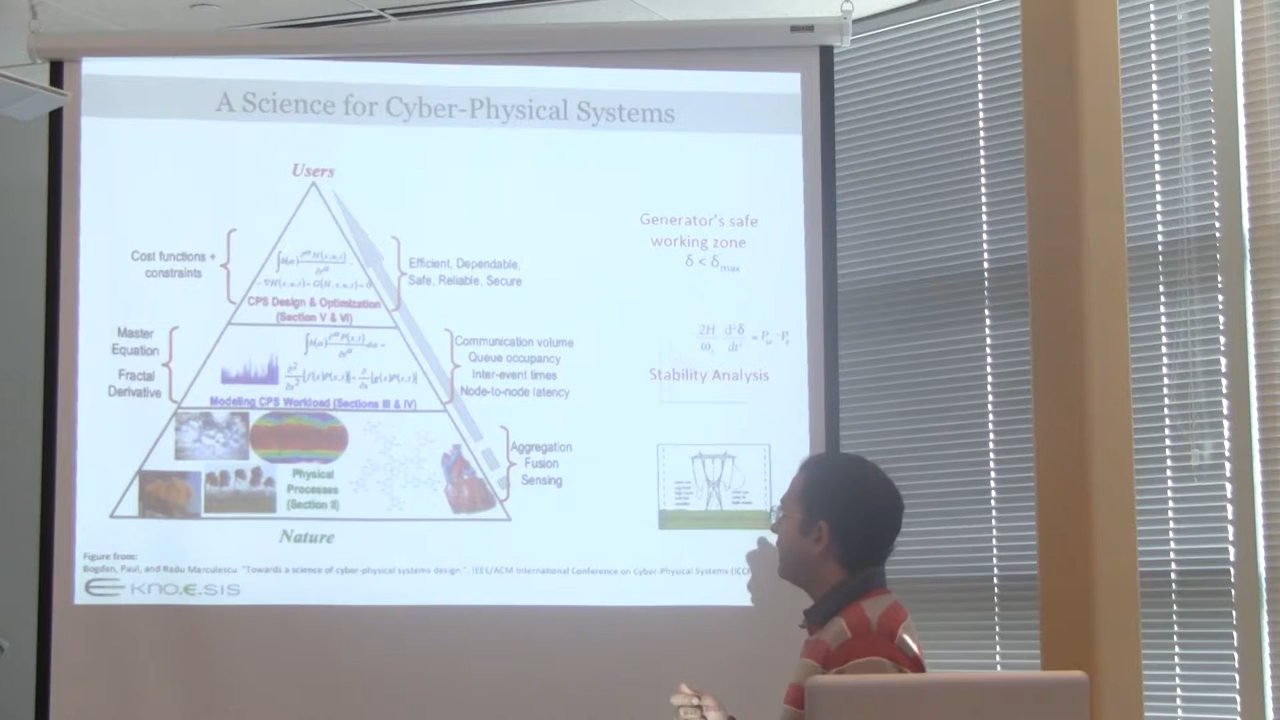 A Science for Cyber-Physical Systems
Users
Cost functions +
constraints
CPS Design & Optimization
(Section V & VI)
Efficient, Dependable,
Safe, Reliable, Secure
Master
Equation
Fractal
Derivative
Modeling CPS Workload (Sections III & IV)
Communication volume
Queue occupancy
Inter-event times
Node-to-node latency
Physical
Processes
(Section II)
Aggregation
Fusion
Sensing
Nature
Generator's safe
working zone
δ < δmax
Stability Analysis
Figure from:
Bogdan, Paul, and Radu Marculescu. "Towards a science of cyber-physical systems design.". IEEE/ACM International Conference on Cyber-Physical Systems (ICC
kno.e.sis